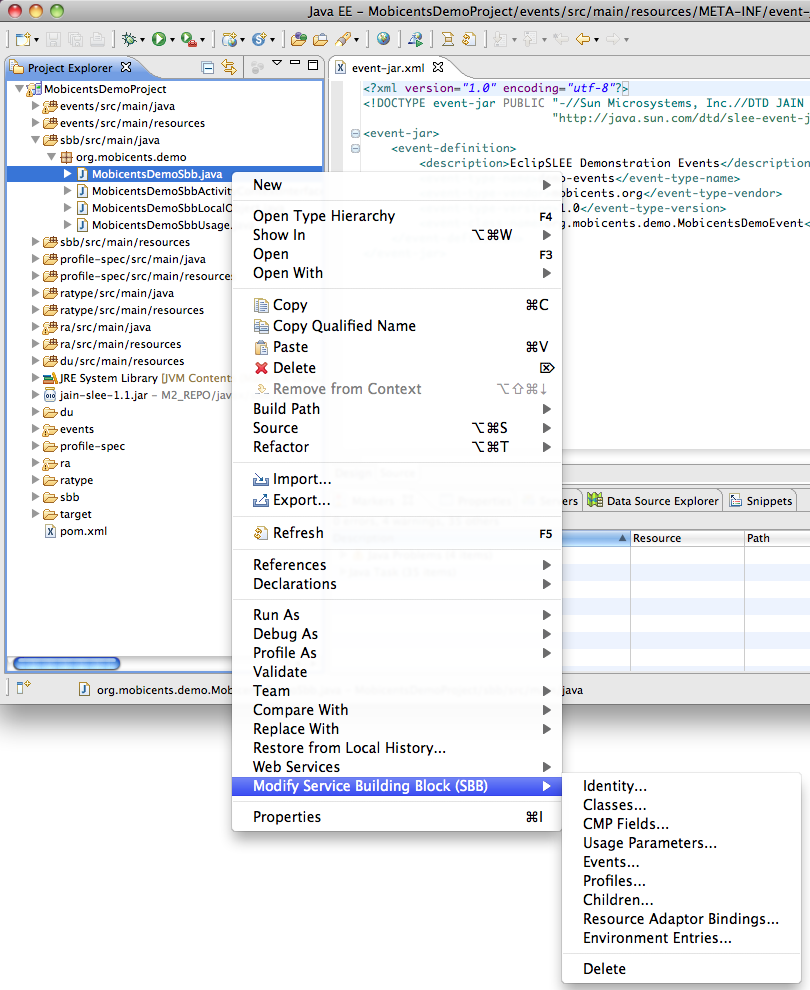 Java EE – MobicentsDemoProject/events/src/main/resources/META-INF/event-
Project Explorer
event-jar.xml
MobicentsDemoProject
events/src/main/java
events/src/main/resources
sbb/src/main/java
org.mobicents.demo
MobicentsDemoSbb.java
MobicentsDemoSbbActivit
MobicentsDemoSbbLocalO
MobicentsDemoSbbUsage.
sbb/src/main/resources
profile-spec/src/main/java
profile-spec/src/main/resources
ratype/src/main/java
ratype/src/main/resources
ra/src/main/java
ra/src/main/resources
du/src/main/resources
JRE System Library [JVM Contents
jain-slee-1.1.jar – M2_REPO/jav
du
events
profile-spec
ra
ratype
sbb
target
pom.xml
<?xml version="1.0" encoding="utf-8"?>
<!DOCTYPE event-jar PUBLIC "-//Sun Microsystems, Inc.//DTD JAIN
"http://java.sun.com/dtd/slee-event-j
<event-jar>
<event-definition>
<description>EclipSLEE Demonstration Events</description
o-events</event-type-name>
obicents.org</event-type-vendor>
1.0</event-type-version>
g.mobicents.demo.MobicentsDemoEvent<
New
Open Type Hierarchy F4
Show In ⌥⌘W
Open F3
Open With
Copy ⌘C
Copy Qualified Name
Paste ⌘V
Delete ⌦
Remove from Context ⌥⇧⌘↓
Build Path
Source ⌥⌘S
Refactor ⌥⌘T
Import...
Export...
Refresh F5
References
Declarations
Run As
Debug As
Profile As
Validate
Team
Compare With
Replace With
Restore from Local History...
Web Services
Modify Service Building Block (SBB)
Properties ⌘I
ers
Data Source Explorer
Snippets
Resource
Path
org.mobicents.demo.Mob
java
Identity...
Classes...
CMP Fields...
Usage Parameters...
Events...
Profiles...
Children...
Resource Adaptor Bindings...
Environment Entries...
Delete